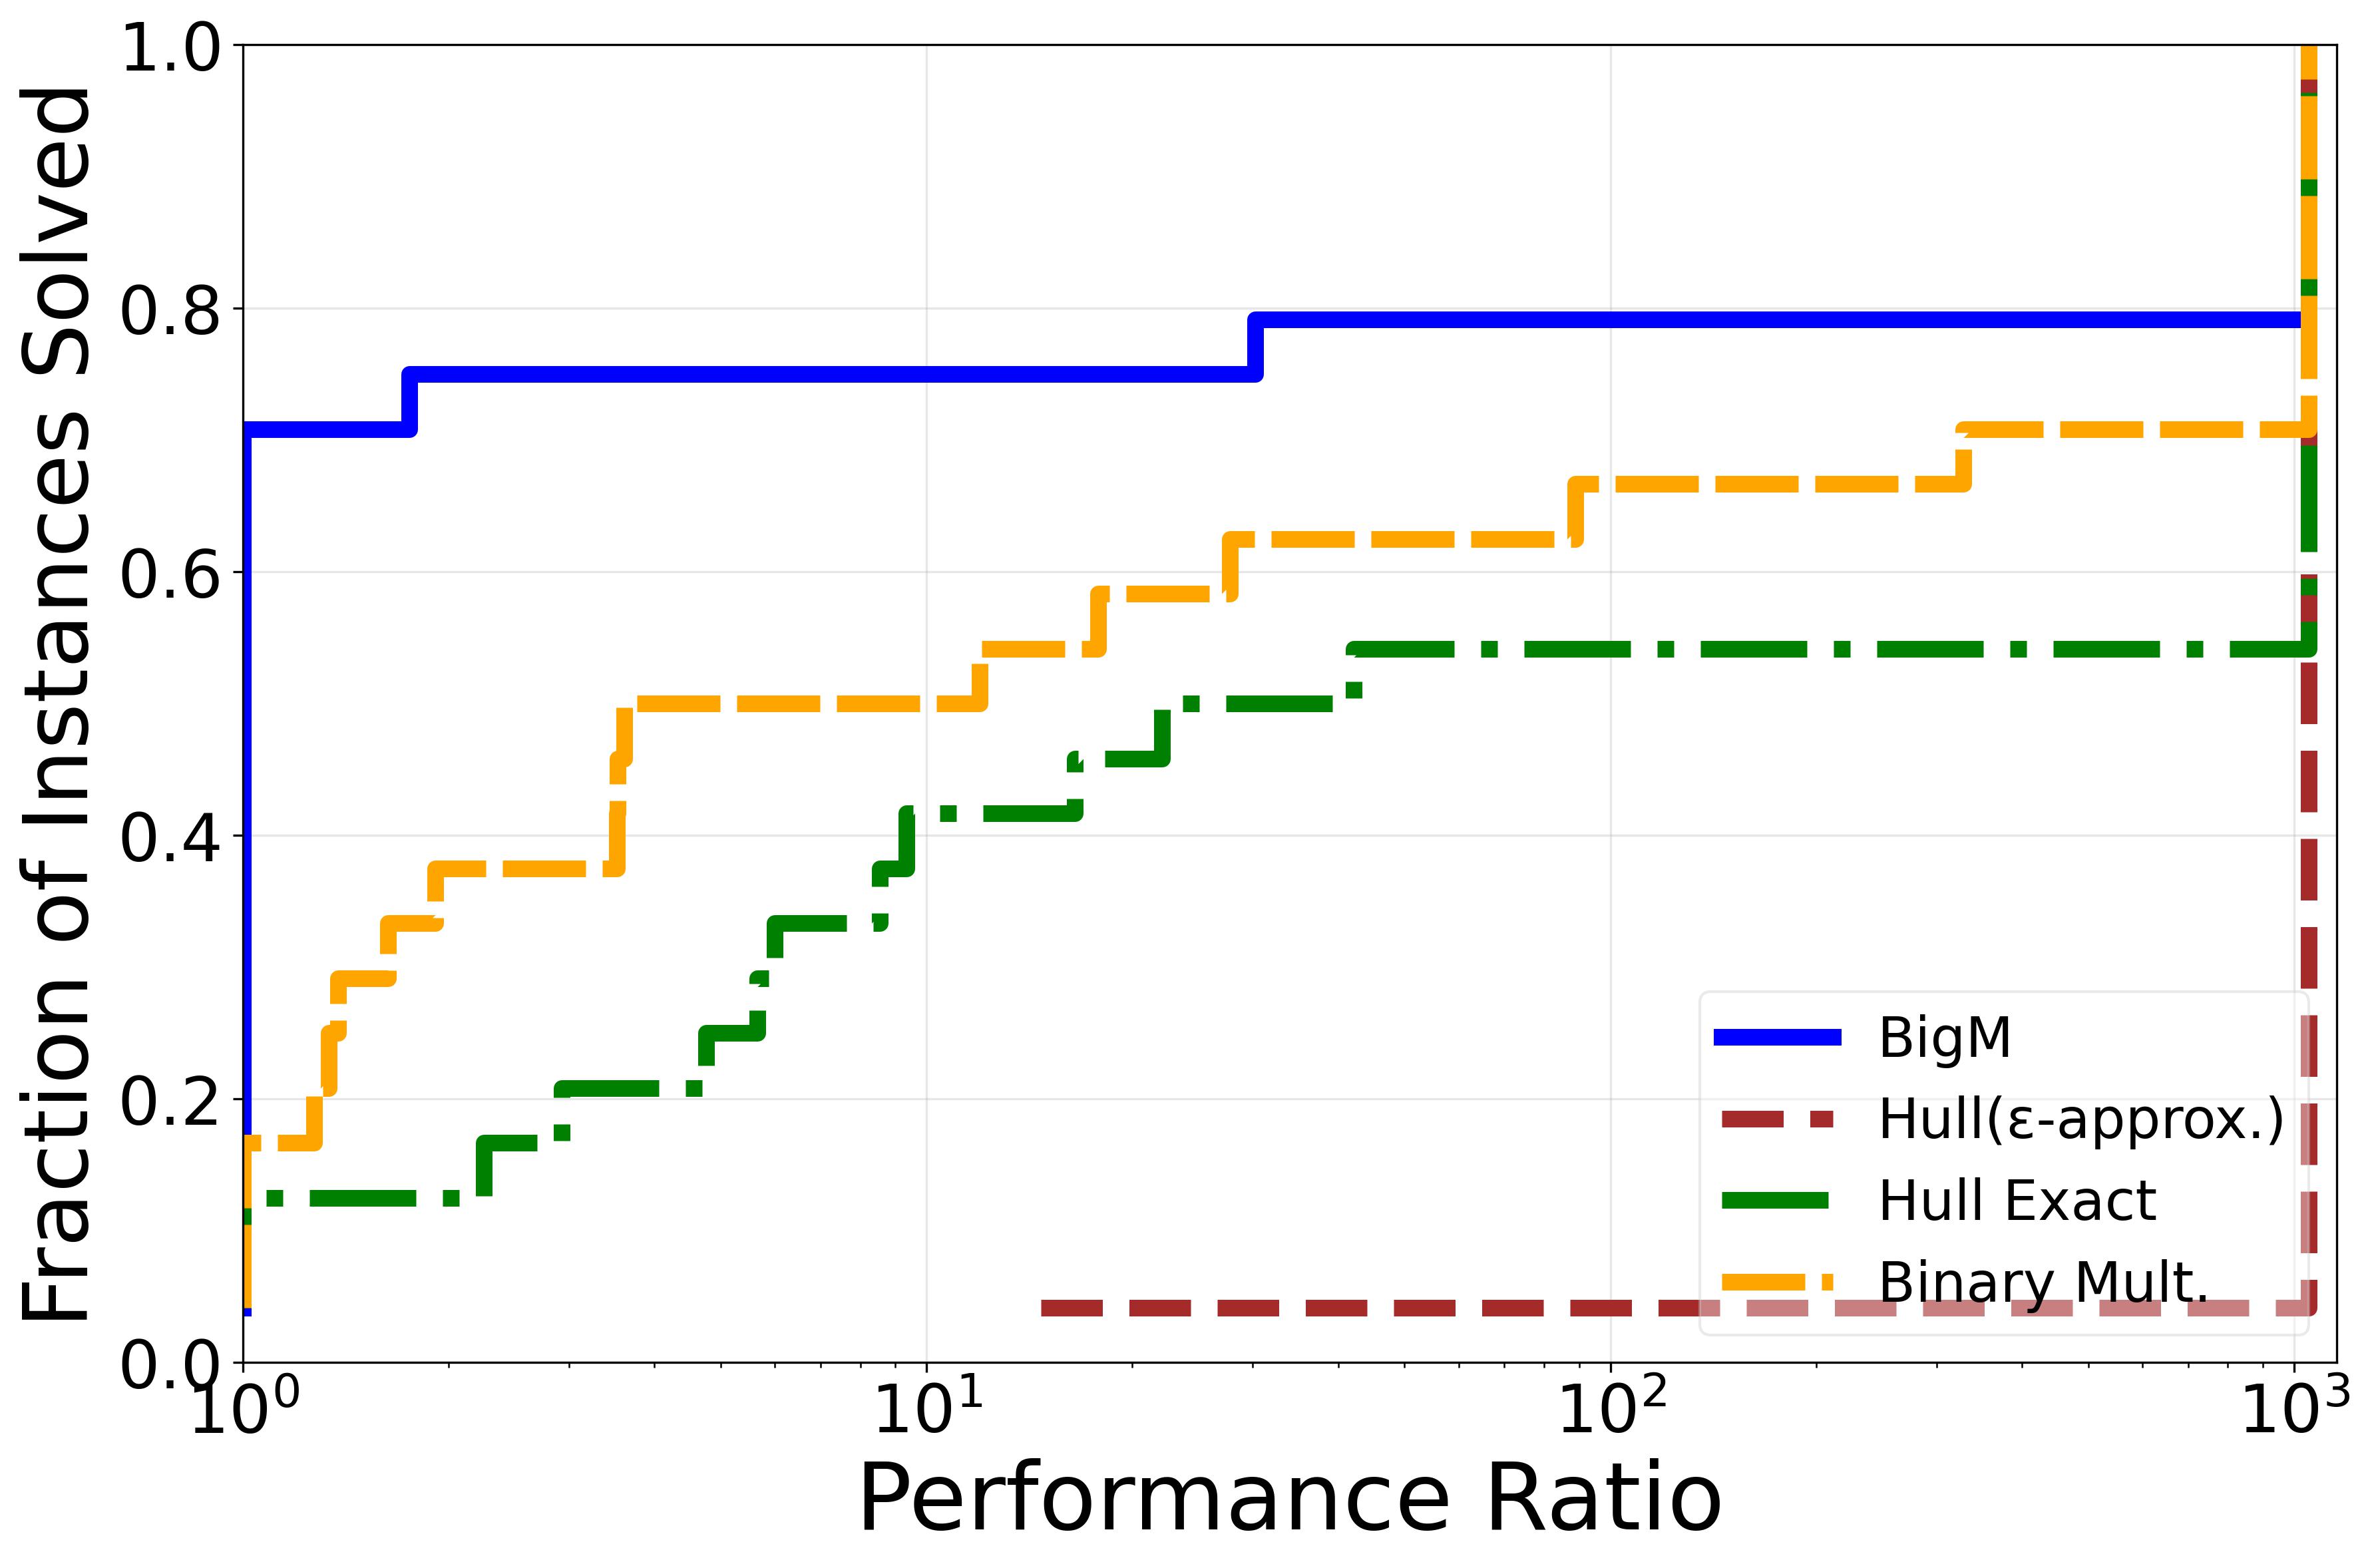 Fraction of Instances Solved
1.0
0.8
0.6
0.4
0.2
0.0
10⁰ 10¹ 10² 10³
Performance Ratio
BigM
Hull(ε-approx.)
Hull Exact
Binary Mult.